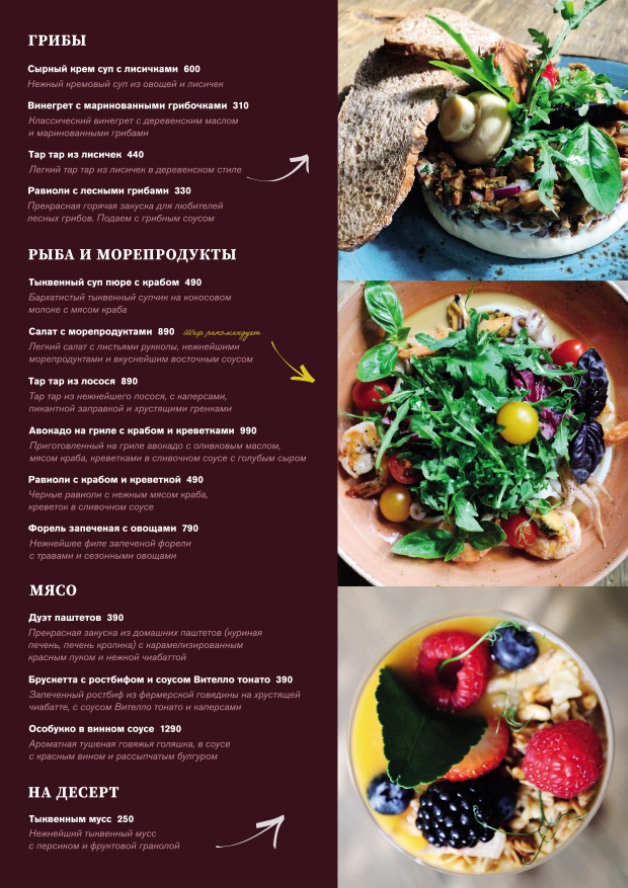 ГРИБЫ
Сырный крем суп с лисичками 600
Нежный кремовый суп из овощей и лисичек
Винегрет с маринованными грибочками 310
Классический винегрет с деревенским маслом
и маринованными грибами
Тар тар из лисичек 440
Легкий тар тар из лисичек в деревенском стиле
Равиоли с лесными грибами 330
Прекрасная горячая закуска для любителей
лесных грибов. Подаем с грибным соусом
РЫБА И МОРЕПРОДУКТЫ
Тыквенный суп пюре с крабом 490
Бархатистый тыквенный супчик на кокосовом
молоке с мясом краба
Салат с морепродуктами 890 Шеф рекомендует
Легкий салат с листьями рукколы, нежнейшими
морепродуктами и вкуснейшим восточным соусом
Тар тар из лосося 890
Тар тар из нежнейшего лосося, с каперсами,
пикантной заправкой и хрустящими гренками
Авокадо на гриле с крабом и креветками 990
Приготовленный на гриле авокадо с оливковым маслом,
мясом краба, креветками в сливочном соусе с голубым сыром
Равиоли с крабом и креветкой 490
Черные равиоли с нежным мясом краба,
креветок в сливочном соусе
Форель запеченая с овощами 790
Нежнейшее филе запеченой форели
с травами и сезонными овощами
МЯСО
Дуэт паштетов 390
Прекрасная закуска из домашних паштетов (куриная
печень, печень кролика) с карамелизированным
красным луком и нежной чиабаттой
Брускетта с ростбифом и соусом Вителло тонато 390
Запеченный ростбиф из фермерской говядины на хрустящей
чиабатте, с соусом Вителло тонато и каперсами
Особукко в винном соусе 1290
Ароматная тушеная говяжья голяшка, в соусе
с красным вином и рассыпчатым булгуром
НА ДЕСЕРТ
Тыквенным мусс 250
Нежнейший тыквенный мусс
с персиком и фруктовой гранолой